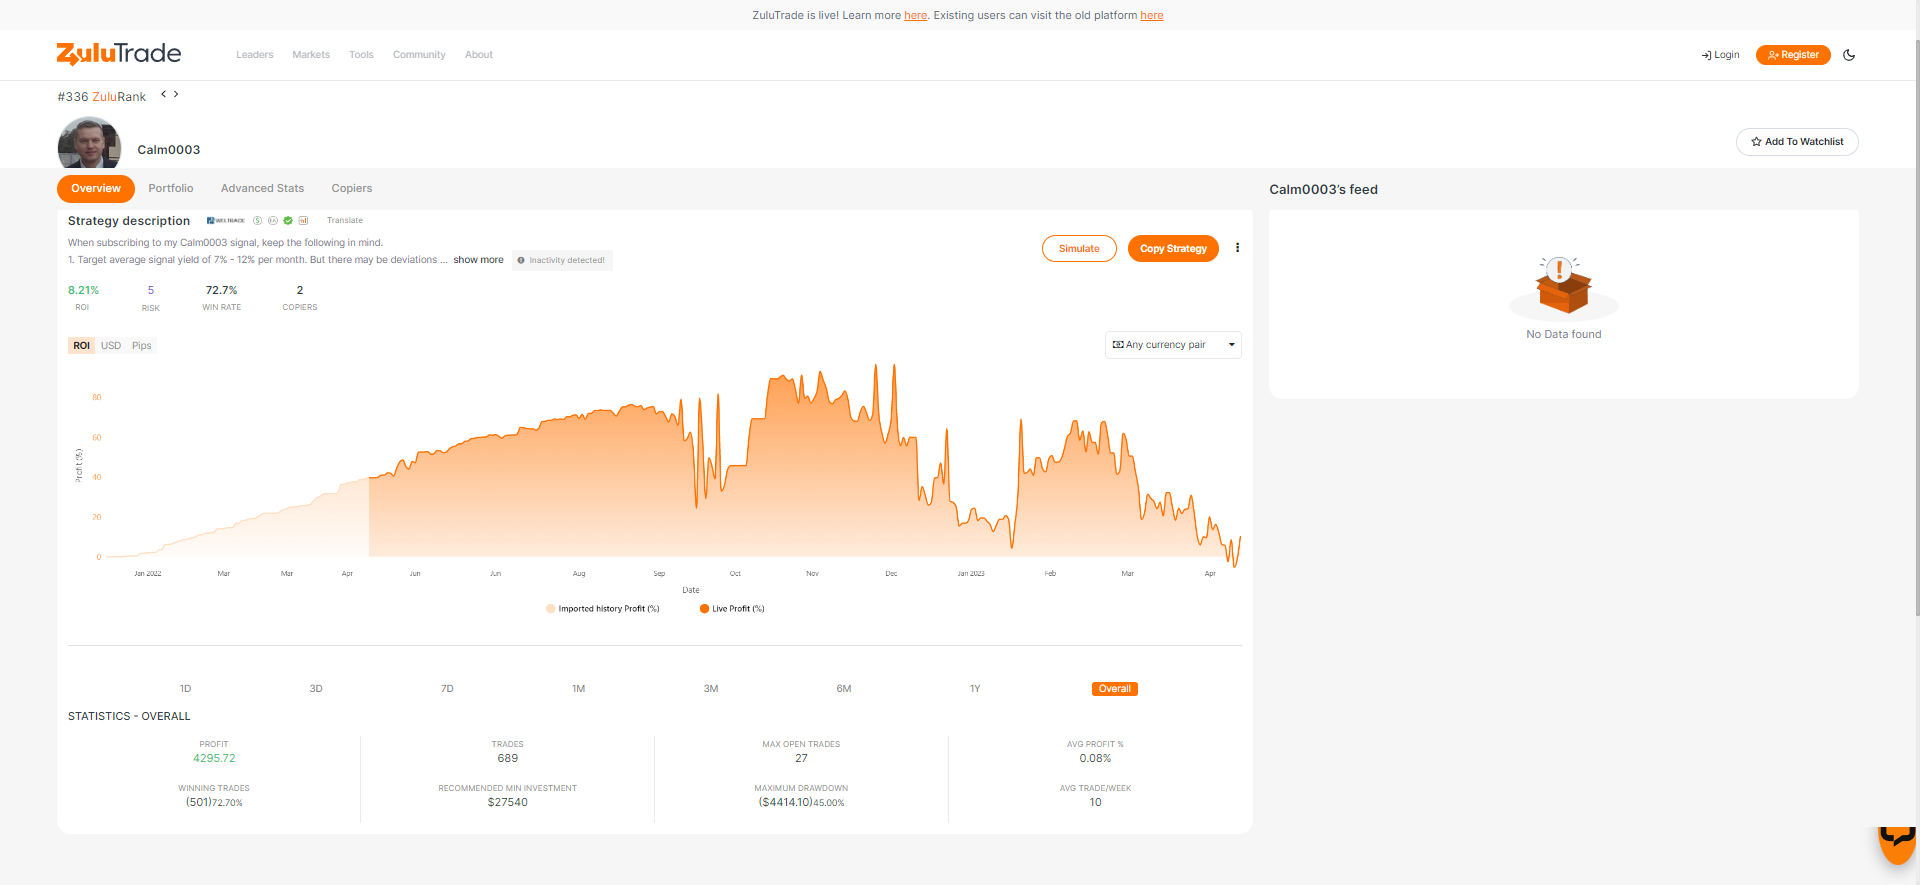 ZuluTrade is live! Learn more here. Existing users can visit the old platform here
ZuluTrade
Leaders Markets Tools Community About
Login Register
#336 ZuluRank
Calm0003
Add To Watchlist
Overview Portfolio Advanced Stats Copiers
Calm0003's feed
Strategy description Translate
When subscribing to my Calm0003 signal, keep the following in mind.
1. Target average signal yield of 7% - 12% per month. But there may be deviations ... show more Inactivity detected!
Simulate Copy Strategy
8.21% 5 72.7% 2
ROI RISK WIN RATE COPIERS
No Data found
ROI USD Pips
Any currency pair
80
60
40
20
0
Profit (%)
Jan 2022 Mar Mar Apr Jun Jun Aug Sep Oct Nov Dec Jan 2023 Feb Mar Apr
Date
Imported history Profit (%) Live Profit (%)
1D 3D 7D 1M 3M 6M 1Y Overall
STATISTICS - OVERALL
PROFIT TRADES MAX OPEN TRADES AVG PROFIT %
4295.72 689 27 0.08%
WINNING TRADES RECOMMENDED MIN INVESTMENT MAXIMUM DRAWDOWN AVG TRADE/WEEK
(501)72.70% $27540 ($4414.10)45.00% 10